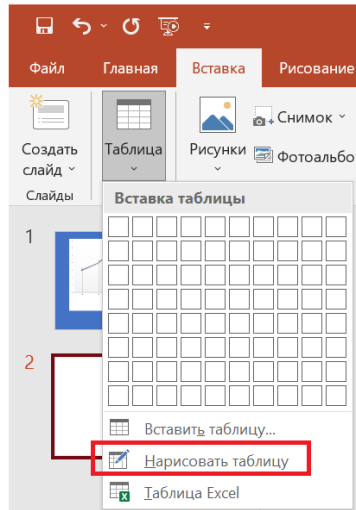 Файл Главная Вставка Рисование
Создать слайд
Таблица
Рисунки
Снимок
Фотоальбо
Слайды
Вставка таблицы
1
2
Вставить таблицу...
Нарисовать таблицу
Таблица Excel